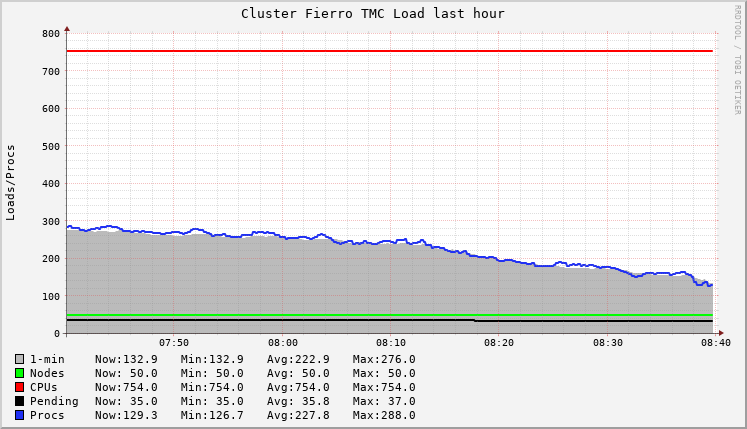 Cluster Fierro TMC Load last hour
RRDTOOL / TOBI OETIKER
Loads/Procs
800
700
600
500
400
300
200
100
0
07:50 08:00 08:10 08:20 08:30 08:40
1-min Now:132.9 Min:132.9 Avg:222.9 Max:276.0
Nodes Now: 50.0 Min: 50.0 Avg: 50.0 Max: 50.0
CPUs Now:754.0 Min:754.0 Avg:754.0 Max:754.0
Pending Now: 35.0 Min: 35.0 Avg: 35.8 Max: 37.0
Procs Now:129.3 Min:126.7 Avg:227.8 Max:288.0